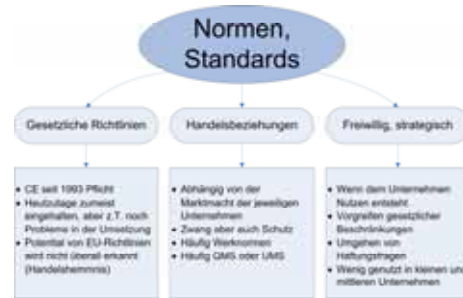 Normen,
Standards
Gesetzliche Richtlinien
Handelsbeziehungen
Freiwillig, strategisch
• CE seit 1993 Pflicht
• Heutzutage zumeist
eingehalten, aber z.T. noch
Probleme in der Umsetzung
• Potential von EU-Richtlinien
wird nicht überall erkannt
(Handelshemmnis)
• Abhängig von der
Marktmacht der jeweiligen
Unternehmen
• Zwang aber auch Schutz
• Häufig Werknormen
• Häufig QMS oder UMS
• Wenn dem Unternehmen
Nutzen entsteht
• Vorgreifen gesetzlicher
Beschränkungen
• Umgehen von
Haftungsfragen
• Wenig genutzt in kleinen und
mittleren Unternehmen